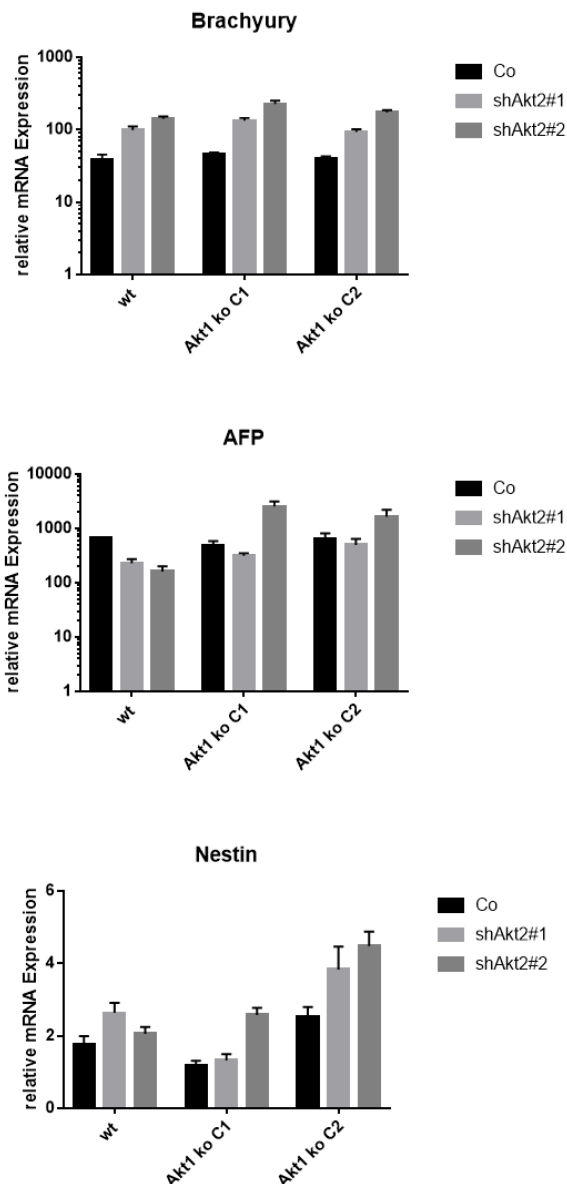 Brachyury
relative mRNA Expression
1000
100
10
1
wt
Akt1 ko C1
Akt1 ko C2
Co
shAkt2#1
shAkt2#2
AFP
relative mRNA Expression
10000
1000
100
10
1
wt
Akt1 ko C1
Akt1 ko C2
Co
shAkt2#1
shAkt2#2
Nestin
relative mRNA Expression
6
4
2
0
wt
Akt1 ko C1
Akt1 ko C2
Co
shAkt2#1
shAkt2#2